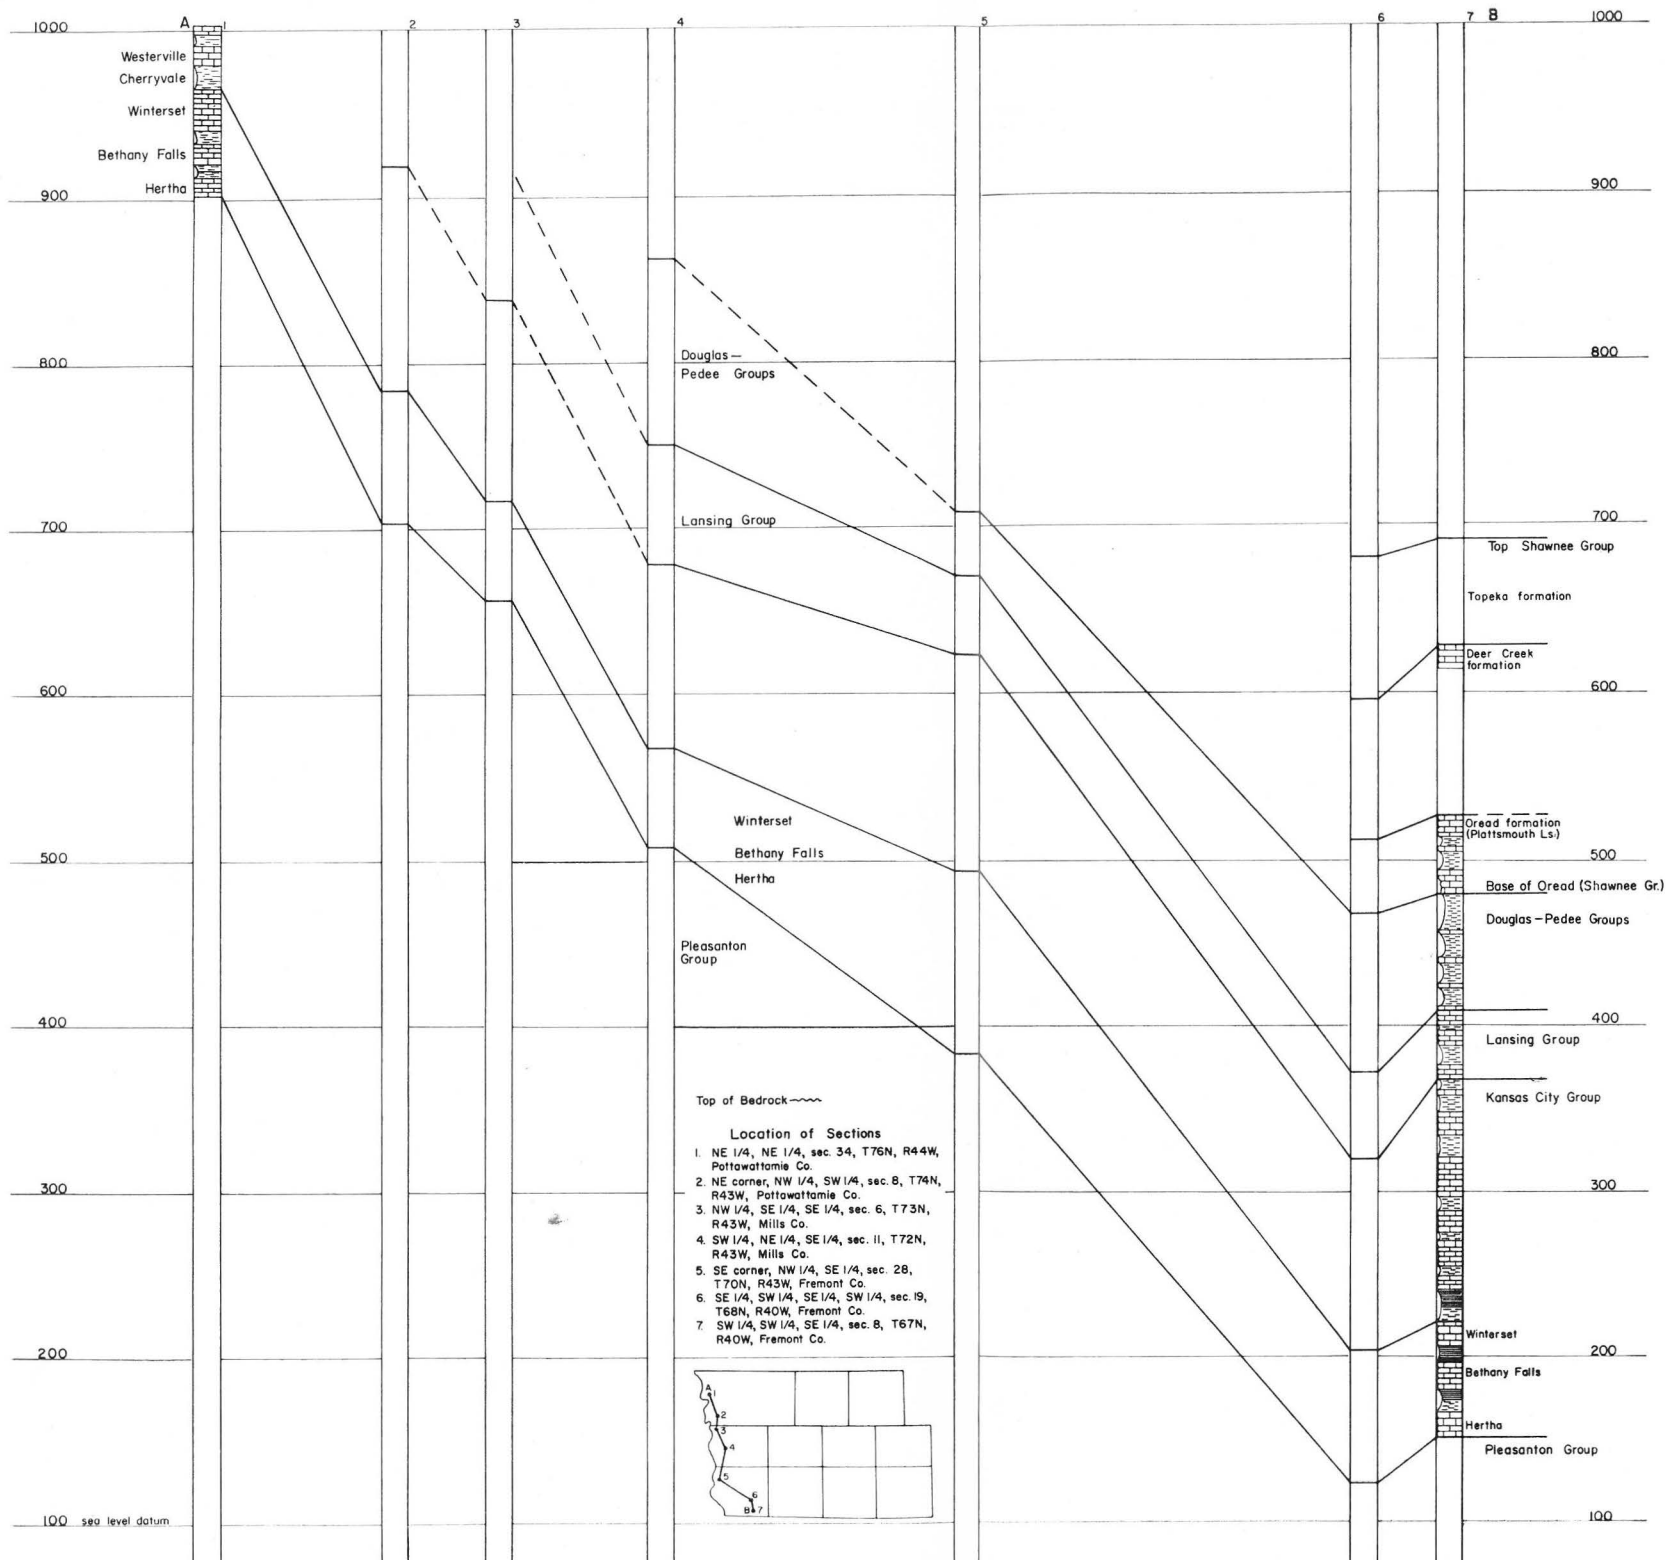 A 1 2 3 4 5 6 7 B
1000 1000
Westerville
Cherryvale
Winterset
Bethany Falls
Hertha
900 900
800 800
Douglas—
Pedee Groups
700 700
Lansing Group
Top Shawnee Group
Topeka formation
Deer Creek
formation
600 600
Winterset
Bethany Falls
Hertha
Oread formation
(Plattsmouth Ls.)
500 500
Base of Oread (Shawnee Gr.)
Douglas-Pedee Groups
Pleasanton
Group
400 400
Lansing Group
Kansas City Group
Top of Bedrock
Location of Sections
1. NE 1/4, NE 1/4, sec. 34, T76N, R44W,
Pottawattamie Co.
2. NE corner, NW 1/4, SW 1/4, sec. 8, T74N,
R43W, Pottawattamie Co.
3. NW 1/4, SE 1/4, SE 1/4, sec. 6, T73N,
R43W, Mills Co.
4. SW 1/4, NE 1/4, SE 1/4, sec. 11, T72N,
R43W, Mills Co.
5. SE corner, NW 1/4, SE 1/4, sec. 28,
T70N, R43W, Fremont Co.
6. SE 1/4, SW 1/4, SE 1/4, SW 1/4, sec. 19,
T68N, R40W, Fremont Co.
7. SW 1/4, SW 1/4, SE 1/4, sec. 8, T67N,
R40W, Fremont Co.
300 300
200 200
Winterset
Bethany Falls
Hertha
Pleasanton Group
A
1
2
3
4
5
6
B 7
100 sea level datum 100